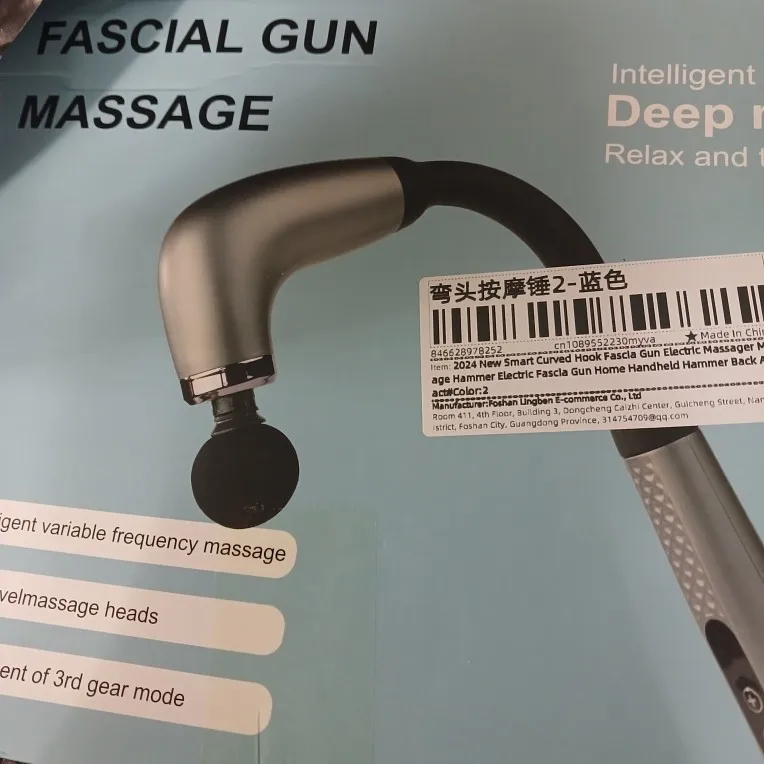 FASCIAL GUN
MASSAGE
Intelligent
Deep
Relax and
弯头按摩锤2-蓝色
846628978252
cn1089552230myva
★Made In Chin
Item: 2024 New Smart Curved Hook Fascia Gun Electric Massager M
age Hammer Electric Fascia Gun Home Handheld Hammer Back A
act#Color:2
Manufacturer:Foshan Lingben E-commerce Co., Ltd
Room 411, 4th Floor, Building 3, Dongcheng Caizhi Center, Guicheng Street, Nan
istrict, Foshan City, Guangdong Province, 314754709@qq.com
igent variable frequency massage
velmassage heads
ent of 3rd gear mode